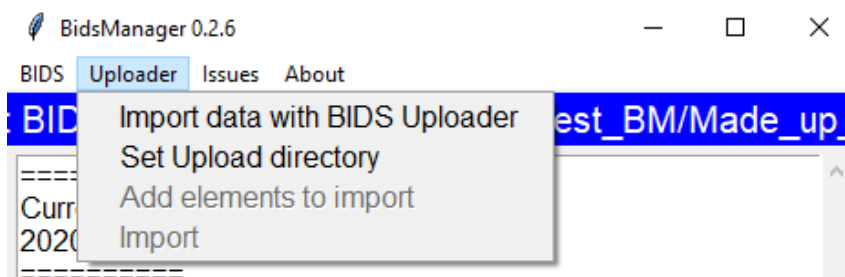 BidsManager 0.2.6
BIDS Uploader Issues About
: BID est_BM/Made_up_
Import data with BIDS Uploader
Set Upload directory
====
Add elements to import
Curr
Import
2020
==========